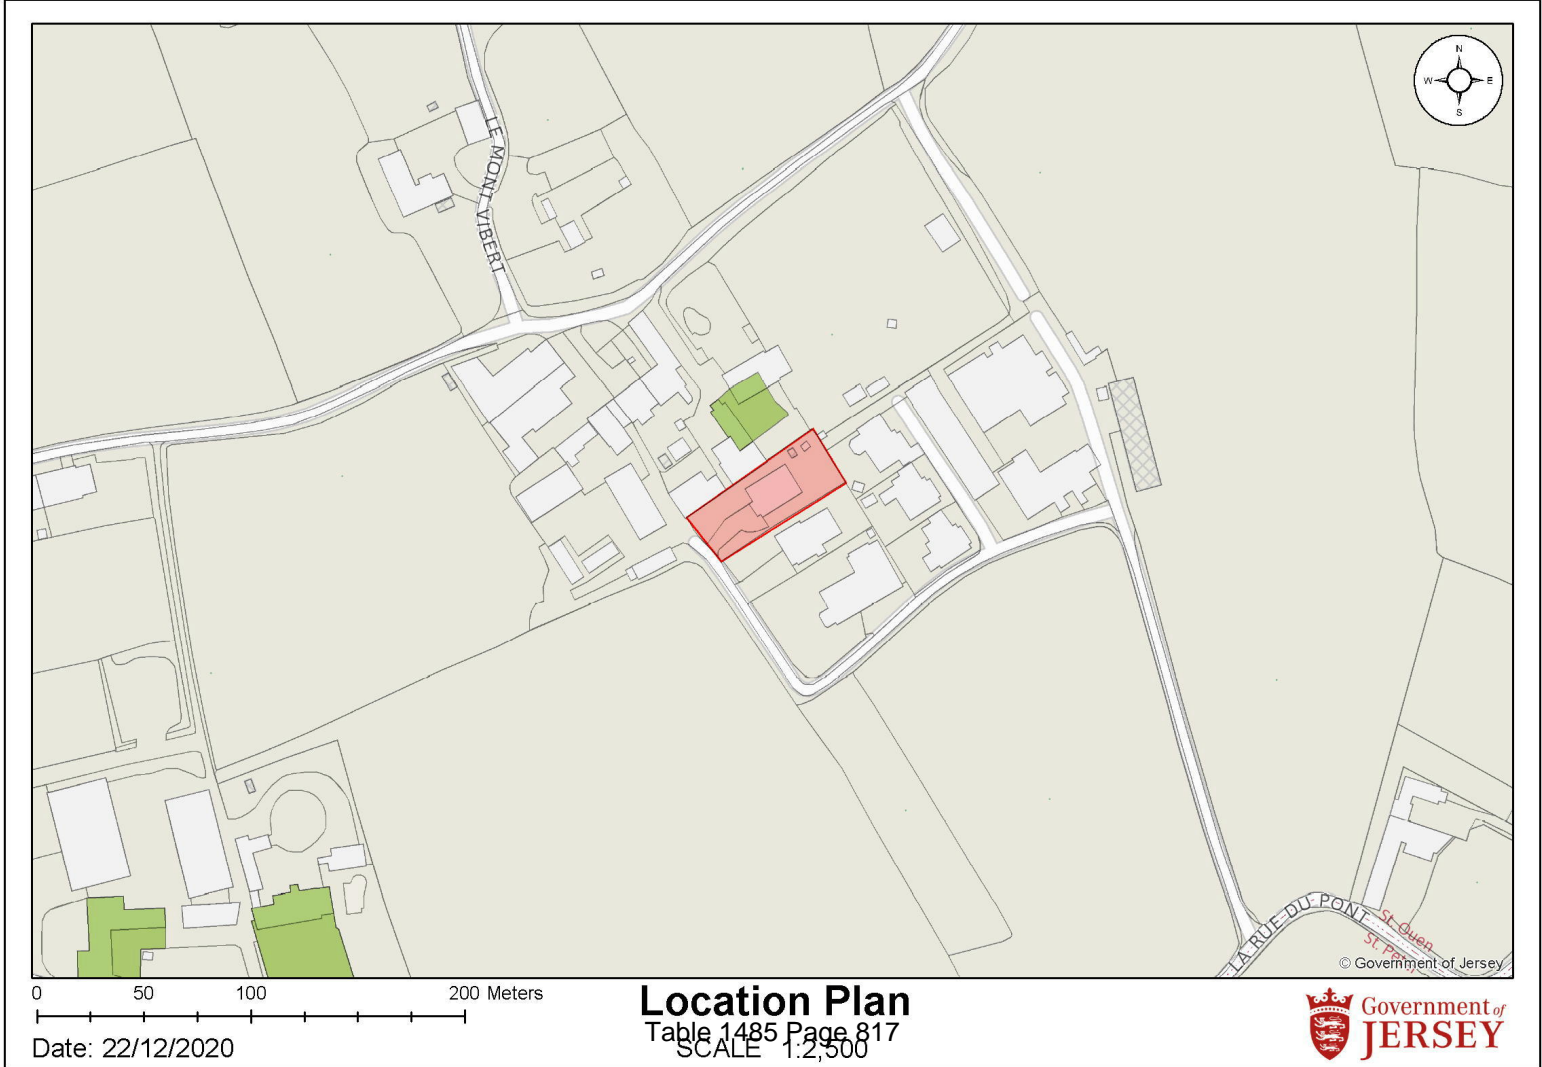 N
W E
S
LE MONT VIBERT
LA RUE DU PONT
St. Ouen
St. Peter
© Government of Jersey
0 50 100 200 Meters
Location Plan
Table 1485 Page 817
SCALE 1:2,500
Date: 22/12/2020
Government of
JERSEY